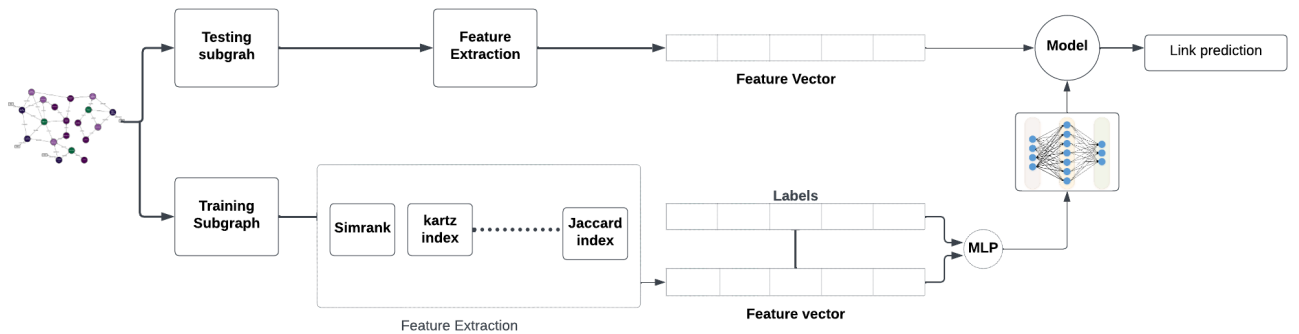 Testing
subgrah
Feature
Extraction
Feature Vector
Model
Link prediction
Training
Subgraph
Simrank
kartz
index
Jaccard
index
Feature Extraction
Labels
Feature vector
MLP